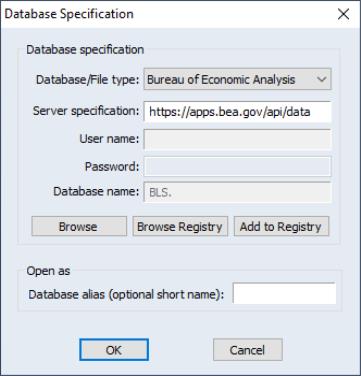 Database Specification
Database specification
Database/File type: Bureau of Economic Analysis
Server specification: https://apps.bea.gov/api/data
User name:
Password:
Database name: BLS.
Browse Browse Registry Add to Registry
Open as
Database alias (optional short name):
OK Cancel